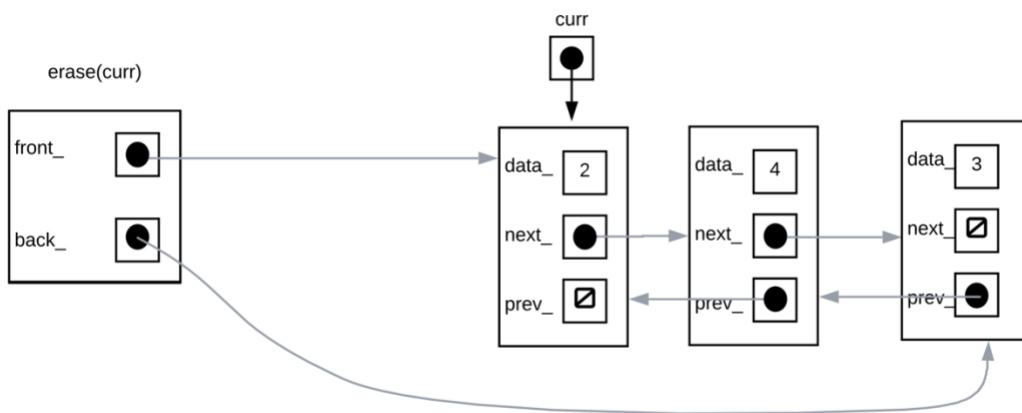 curr
erase(curr)
front_
back_
data_ 2
next_
prev_
data_ 4
next_
prev_
data_ 3
next_
prev_